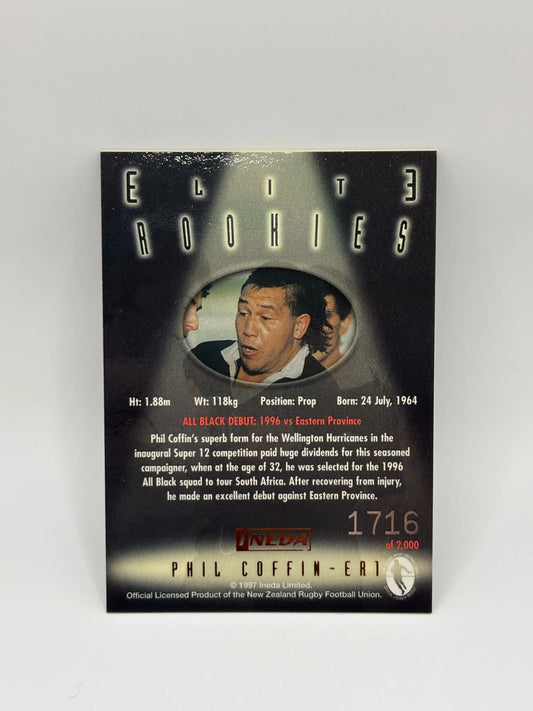 ELITE
ROOKIES
Ht: 1.88m Wt: 118kg Position: Prop Born: 24 July, 1964
ALL BLACK DEBUT: 1996 vs Eastern Province
Phil Coffin's superb form for the Wellington Hurricanes in the
inaugural Super 12 competition paid huge dividends for this seasoned
campaigner, when at the age of 32, he was selected for the 1996
All Black squad to tour South Africa. After recovering from injury,
he made an excellent debut against Eastern Province.
1716
of 2,000
INEDA
PHIL COFFIN-ER1
© 1997 Ineda Limited.
Official Licensed Product of the New Zealand Rugby Football Union.